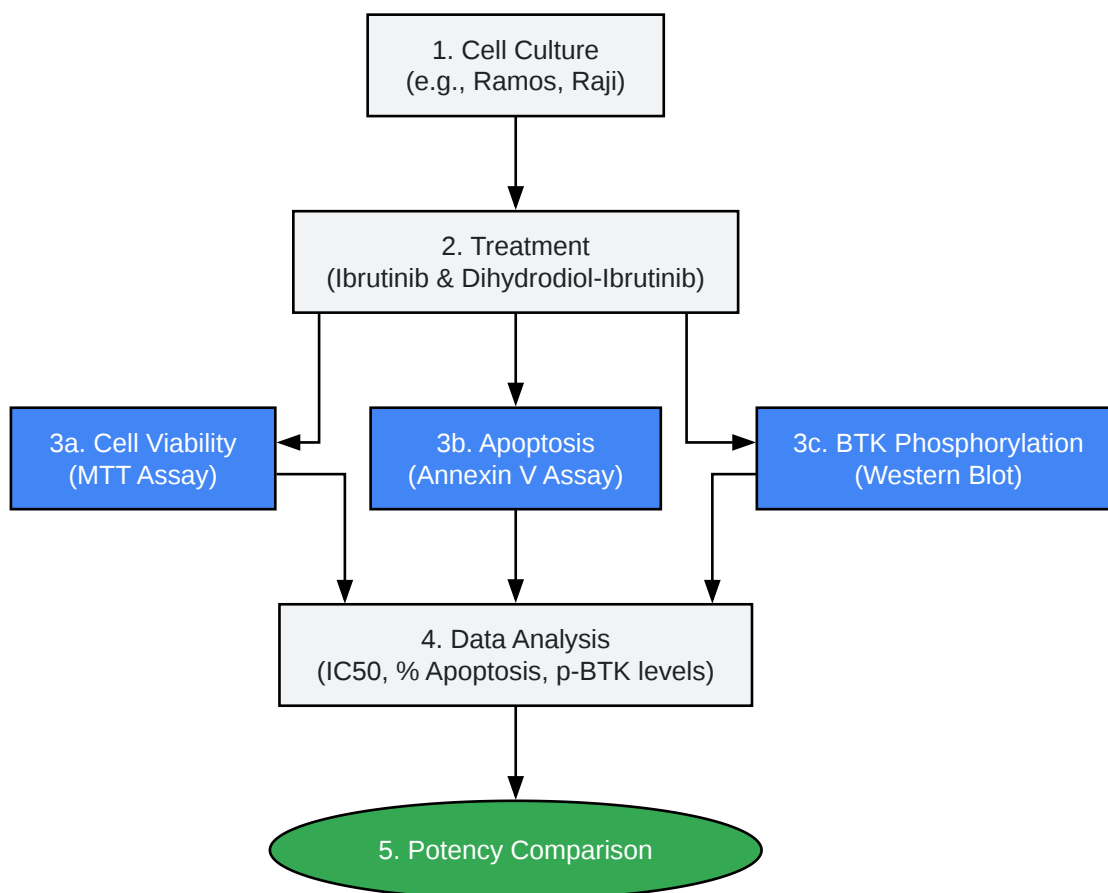 1. Cell Culture
(e.g., Ramos, Raji)
2. Treatment
(Ibrutinib & Dihydrodiol-Ibrutinib)
3a. Cell Viability
(MTT Assay)
3b. Apoptosis
(Annexin V Assay)
3c. BTK Phosphorylation
(Western Blot)
4. Data Analysis
(IC50, % Apoptosis, p-BTK levels)
5. Potency Comparison